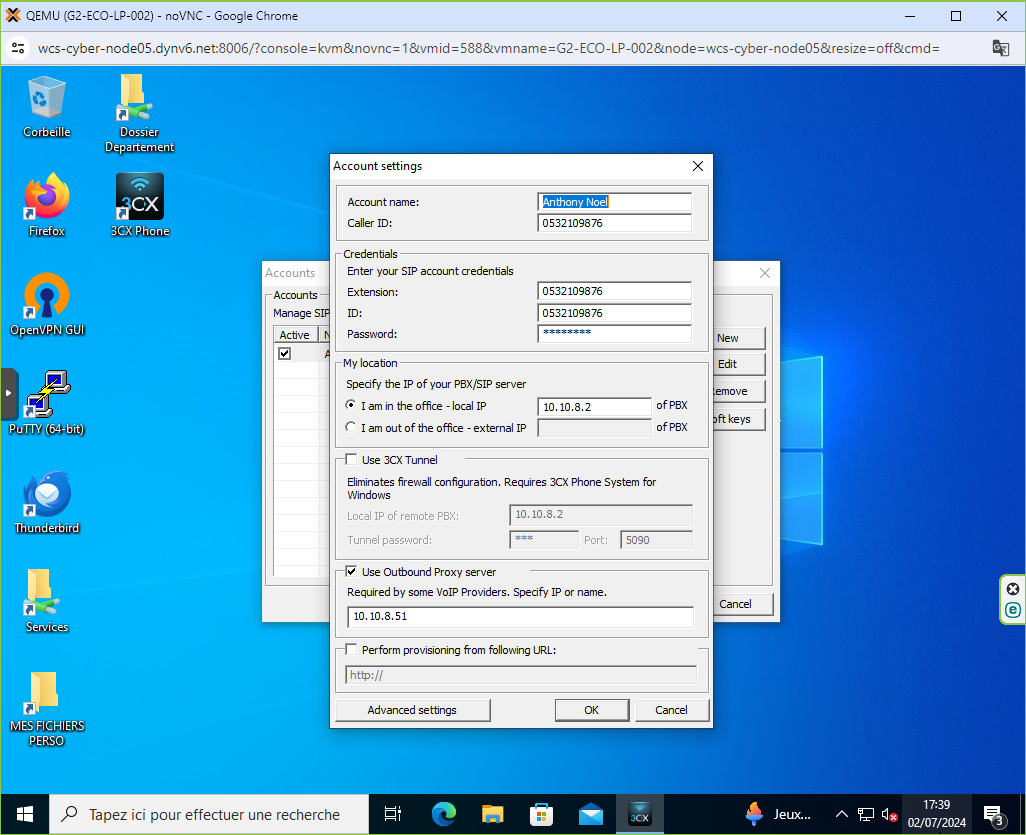 QEMU (G2-ECO-LP-002) - noVNC - Google Chrome
wcs-cyber-node05.dynv6.net:8006/?console=kvm&novnc=1&vmid=588&vmname=G2-ECO-LP-002&node=wcs-cyber-node05&resize=off&cmd=
Corbeille
Dossier
Departement
Firefox
3CX
3CX Phone
OpenVPN GUI
PuTTY (64-bit)
Thunderbird
Services
MES FICHIERS
PERSO
Accounts
Accounts
Manage SIP
Active
N
A
New
Edit
emove
oft keys
Cancel
Account settings
Account name:
Anthony Noel
Caller ID:
0532109876
Credentials
Enter your SIP account credentials
Extension:
0532109876
ID:
0532109876
Password:
********
My location
Specify the IP of your PBX/SIP server
I am in the office - local IP
10.10.8.2
of PBX
I am out of the office - external IP
of PBX
Use 3CX Tunnel
Eliminates firewall configuration. Requires 3CX Phone System for
Windows
Local IP of remote PBX:
10.10.8.2
Tunnel password:
***
Port:
5090
Use Outbound Proxy server
Required by some VoIP Providers. Specify IP or name.
10.10.8.51
Perform provisioning from following URL:
http://
Advanced settings
OK
Cancel
Tapez ici pour effectuer une recherche
3CX
Jeux...
17:39
02/07/2024
3